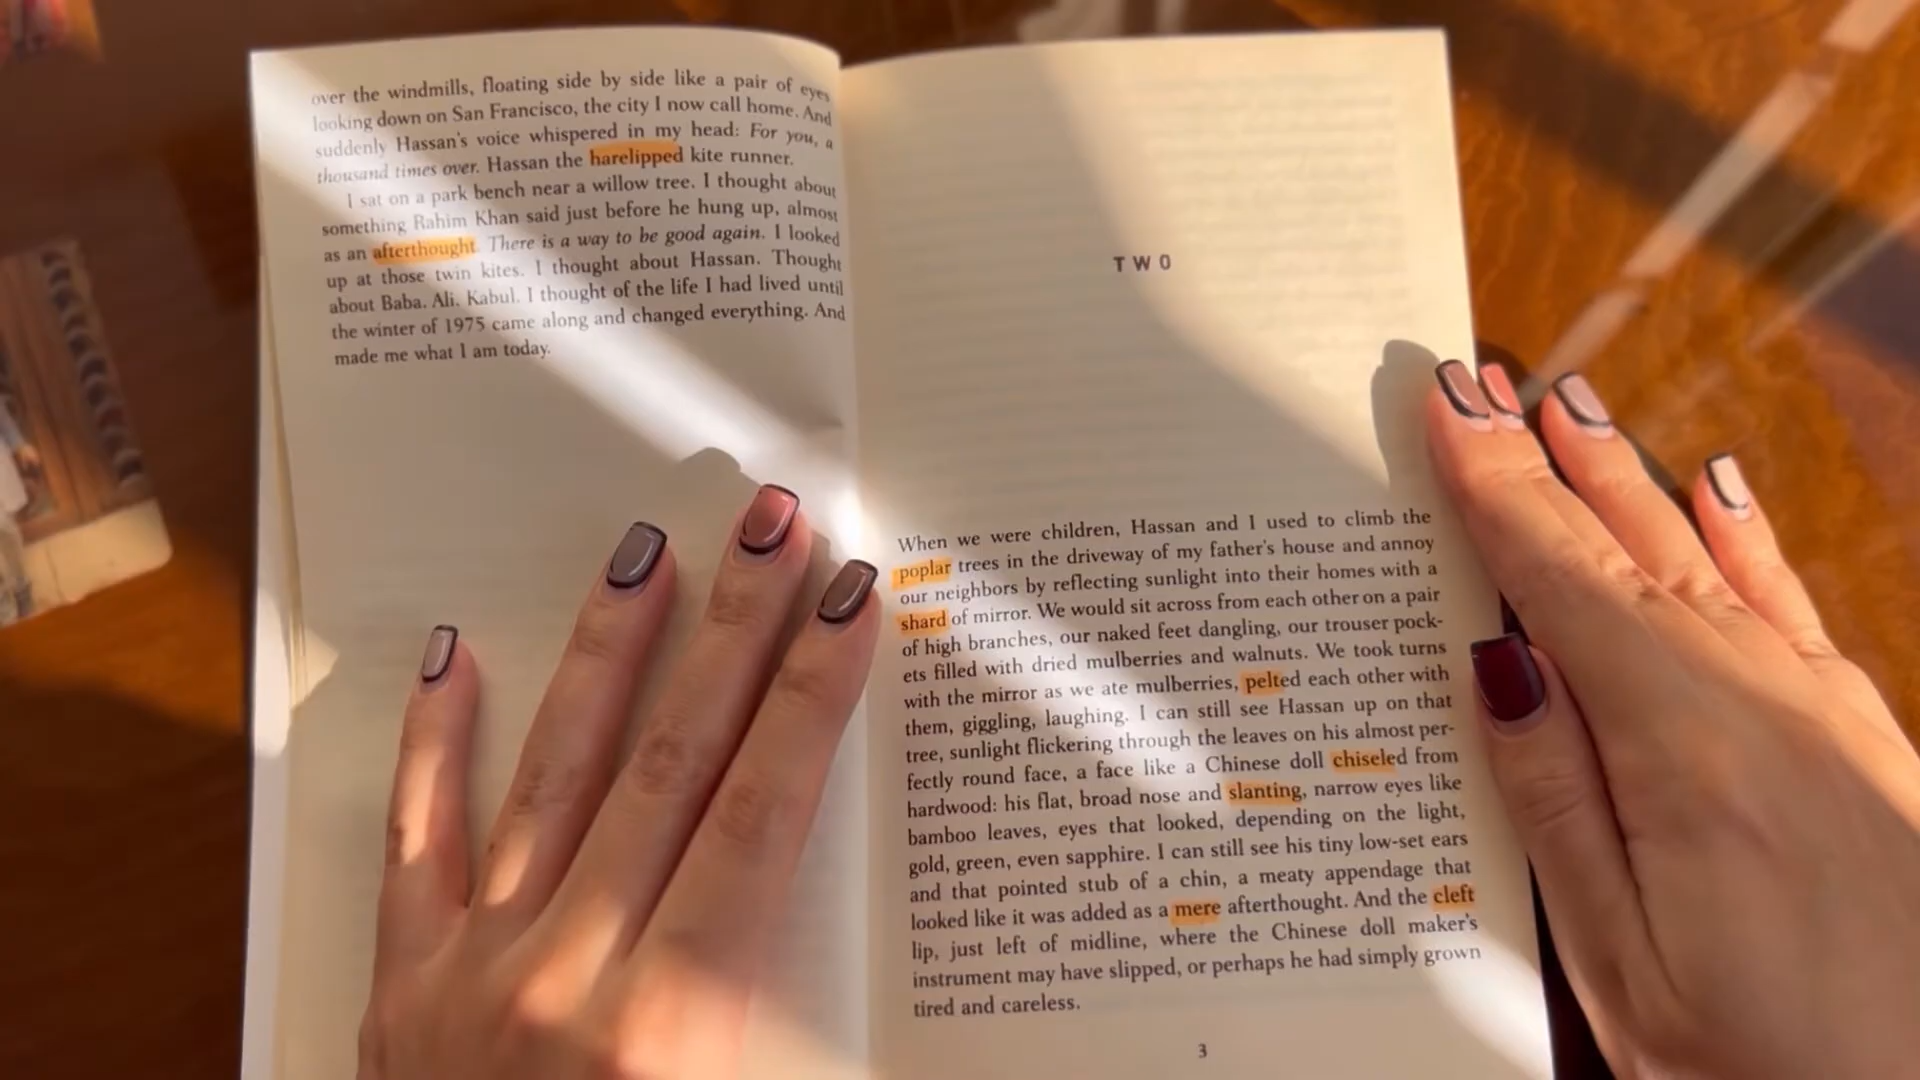 over the windmills, floating side by side like a pair of eyes
looking down on San Francisco, the city I now call home. And
suddenly Hassan's voice whispered in my head: For you, a
thousand times over. Hassan the harelipped kite runner.
I sat on a park bench near a willow tree. I thought about
something Rahim Khan said just before he hung up, almost
as an afterthought. There is a way to be good again. I looked
up at those twin kites. I thought about Hassan. Thought
about Baba. Ali. Kabul. I thought of the life I had lived until
the winter of 1975 came along and changed everything. And
made me what I am today.
TWO
When we were children, Hassan and I used to climb the
poplar trees in the driveway of my father's house and annoy
our neighbors by reflecting sunlight into their homes with a
shard of mirror. We would sit across from each other on a pair
of high branches, our naked feet dangling, our trouser pock-
ets filled with dried mulberries and walnuts. We took turns
with the mirror as we ate mulberries, pelted each other with
them, giggling, laughing. I can still see Hassan up on that
tree, sunlight flickering through the leaves on his almost per-
fectly round face, a face like a Chinese doll chiseled from
hardwood: his flat, broad nose and slanting, narrow eyes like
bamboo leaves, eyes that looked, depending on the light,
gold, green, even sapphire. I can still see his tiny low-set ears
and that pointed stub of a chin, a meaty appendage that
looked like it was added as a mere afterthought. And the cleft
lip, just left of midline, where the Chinese doll maker's
instrument may have slipped, or perhaps he had simply grown
tired and careless.
3